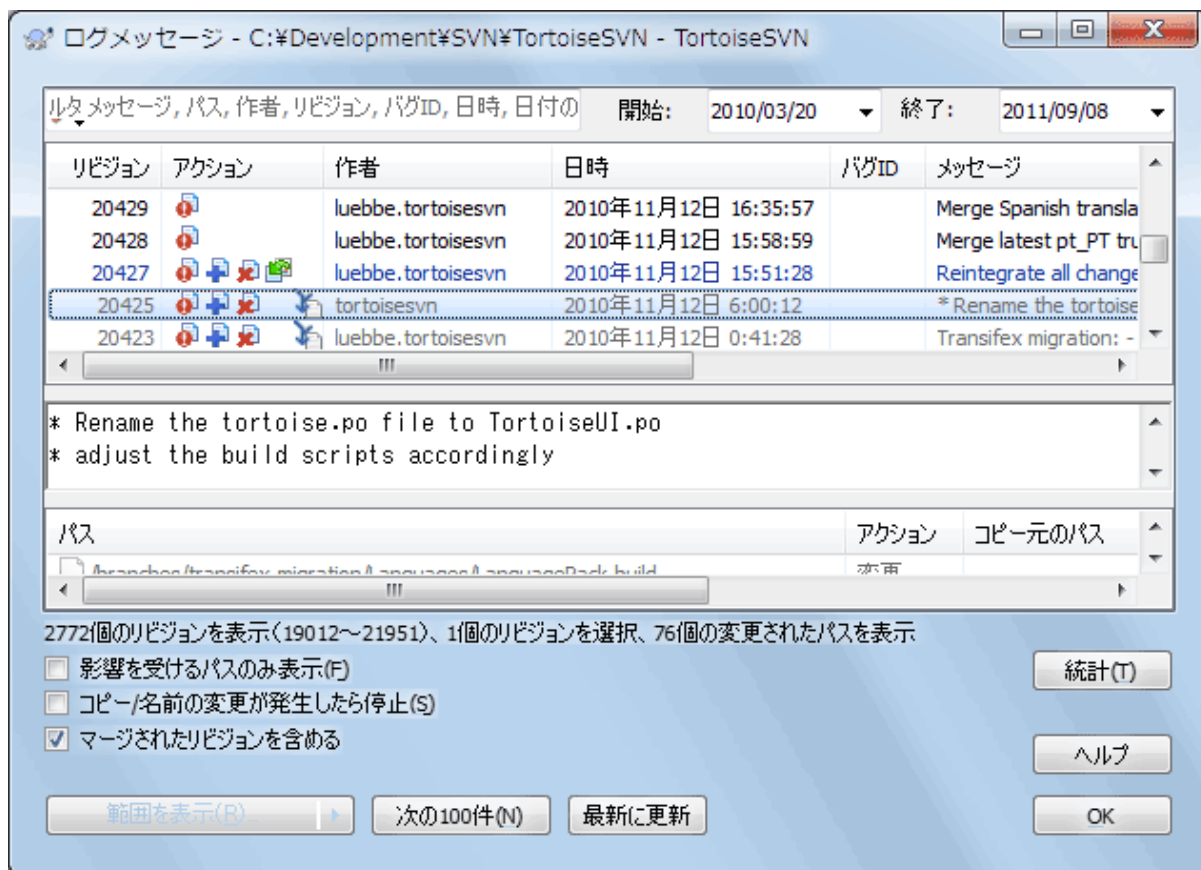 ログメッセージ - C:¥Development¥SVN¥TortoiseSVN - TortoiseSVN
ルタ メッセージ, パス, 作者, リビジョン, バグID, 日時, 日付の 開始: 2010/03/20 終了: 2011/09/08
リビジョン アクション 作者 日時 バグID メッセージ
20429 luebbe.tortoisesvn 2010年11月12日 16:35:57 Merge Spanish transla
20428 luebbe.tortoisesvn 2010年11月12日 15:58:59 Merge latest pt_PT tru
20427 luebbe.tortoisesvn 2010年11月12日 15:51:28 Reintegrate all change
20425 tortoisesvn 2010年11月12日 6:00:12 * Rename the tortoise
20423 luebbe.tortoisesvn 2010年11月12日 0:41:28 Transifex migration: -
* Rename the tortoise.po file to TortoiseUI.po
* adjust the build scripts accordingly
パス アクション コピー元のパス
/branches/transifex-migration/Languages/LanguagePack.build 変更
2772個のリビジョンを表示(19012～21951)、1個のリビジョンを選択、76個の変更されたパスを表示
影響を受けるパスのみ表示(F)
統計(T)
コピー/名前の変更が発生したら停止(S)
マージされたリビジョンを含める
ヘルプ
範囲を表示(R)... 次の100件(N) 最新に更新 OK